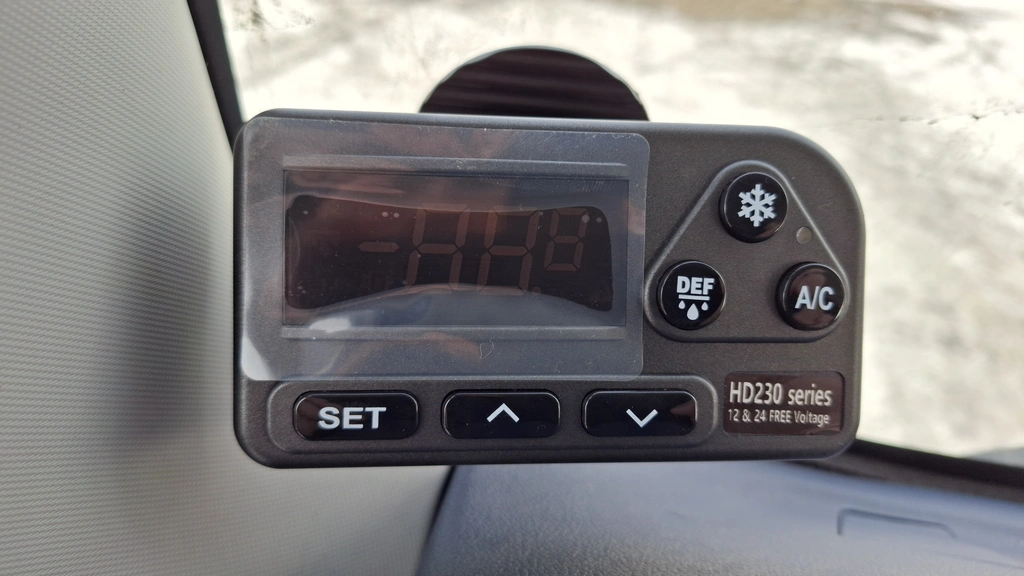 DEF
A/C
SET
HD230 series
12 & 24 FREE Voltage